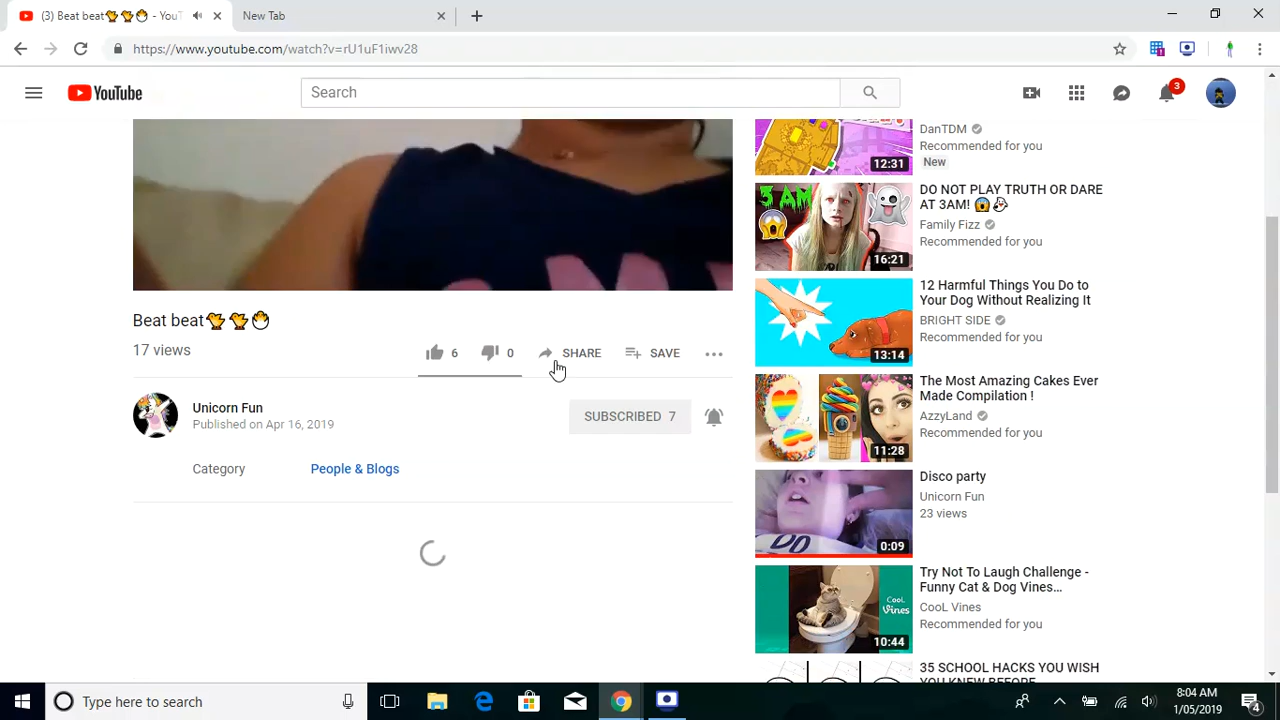 (3) Beat beat🐤🐤🐣 - YouT
New Tab
https://www.youtube.com/watch?v=rU1uF1iwv28
1
YouTube
Search
3
DanTDM
Recommended for you
New
12:31
3 AM
DO NOT PLAY TRUTH OR DARE
AT 3AM! 😱👻
Family Fizz
Recommended for you
16:21
12 Harmful Things You Do to
Your Dog Without Realizing It
BRIGHT SIDE
Recommended for you
13:14
The Most Amazing Cakes Ever
Made Compilation !
AzzyLand
Recommended for you
11:28
Disco party
Unicorn Fun
23 views
DO
0:09
Try Not To Laugh Challenge -
Funny Cat & Dog Vines...
CooL Vines
Recommended for you
CooL
Vines
10:44
35 SCHOOL HACKS YOU WISH
YOU KNEW BEFORE
Beat beat🐤🐤🐣
17 views
6
0
SHARE
SAVE
Unicorn Fun
Published on Apr 16, 2019
SUBSCRIBED 7
Category
People & Blogs
Type here to search
8:04 AM
1/05/2019
4